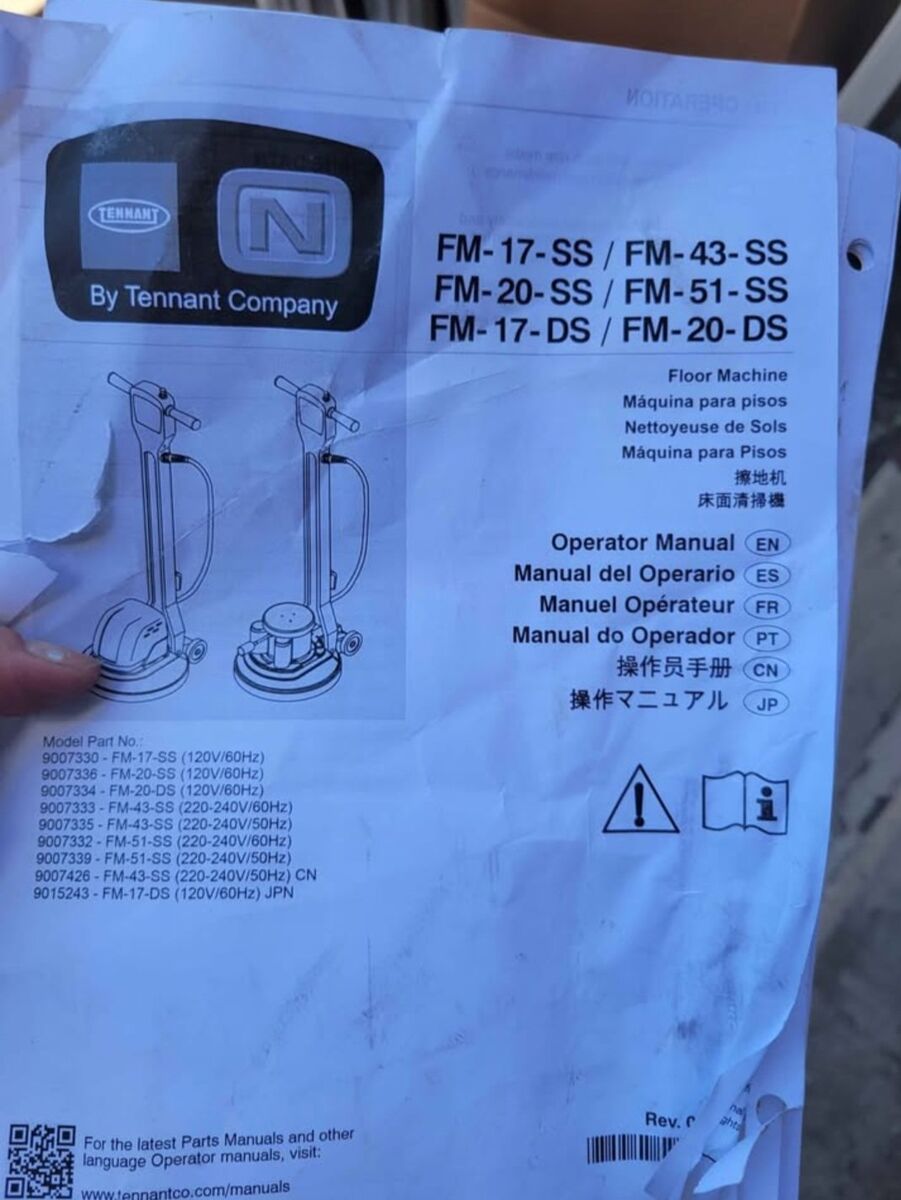 TENNANT
N
By Tennant Company
FM-17-SS / FM-43-SS
FM-20-SS / FM-51-SS
FM-17-DS / FM-20-DS
Floor Machine
Máquina para pisos
Nettoyeuse de Sols
Máquina para Pisos
擦地机
床面清掃機
Operator Manual EN
Manual del Operario ES
Manuel Opérateur FR
Manual do Operador PT
操作员手册 CN
操作マニュアル JP
Model Part No.:
9007330 - FM-17-SS (120V/60Hz)
9007336 - FM-20-SS (120V/60Hz)
9007334 - FM-20-DS (120V/60Hz)
9007333 - FM-43-SS (220-240V/60Hz)
9007335 - FM-43-SS (220-240V/50Hz)
9007332 - FM-51-SS (220-240V/60Hz)
9007339 - FM-51-SS (220-240V/50Hz)
9007426 - FM-43-SS (220-240V/50Hz) CN
9015243 - FM-17-DS (120V/60Hz) JPN
For the latest Parts Manuals and other
language Operator manuals, visit:
www.tennantco.com/manuals
Rev.